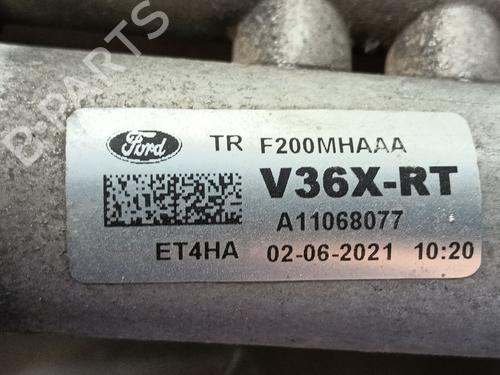 B-PARTS
Ford
TR F200MHAAA
V36X-RT
A11068077
ET4HA 02-06-2021 10:20